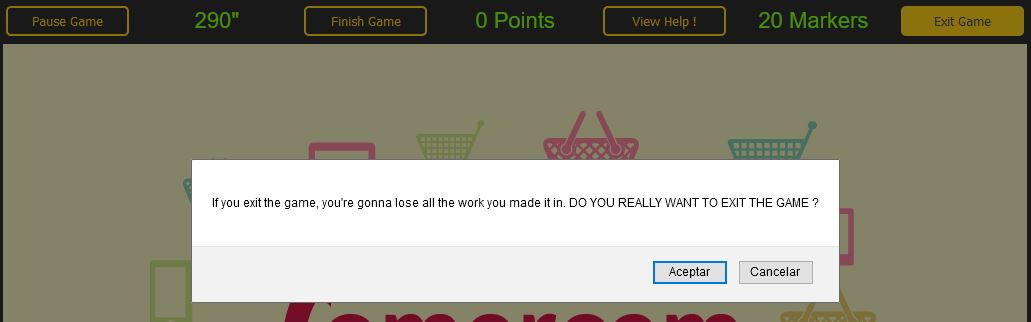 Pause Game
290"
Finish Game
0 Points
View Help !
20 Markers
Exit Game
If you exit the game, you're gonna lose all the work you made it in. DO YOU REALLY WANT TO EXIT THE GAME ?
Aceptar
Cancelar